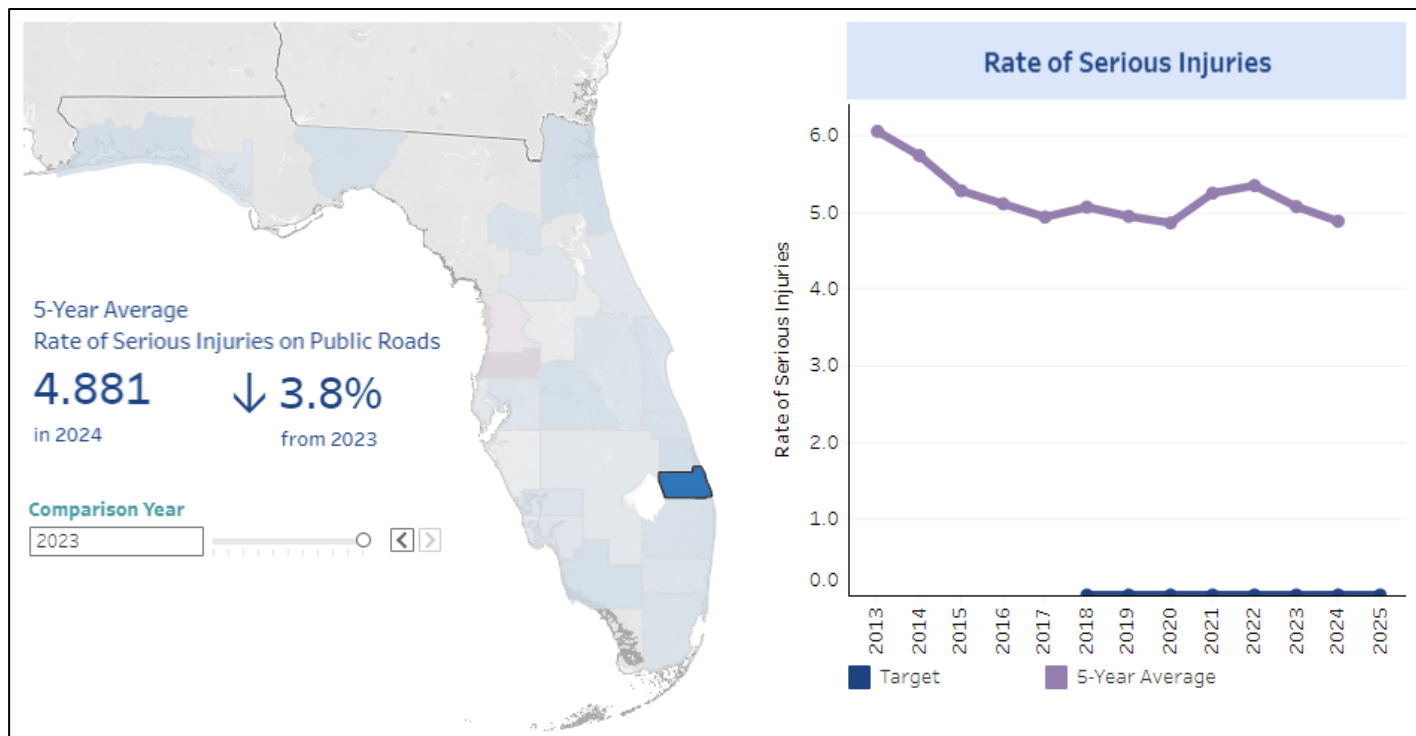 5-Year Average
Rate of Serious Injuries on Public Roads
4.881
↓ 3.8%
in 2024
from 2023
Comparison Year
2023
Rate of Serious Injuries
Rate of Serious Injuries
6.0
5.0
4.0
3.0
2.0
1.0
0.0
2013
2014
2015
2016
2017
2018
2019
2020
2021
2022
2023
2024
2025
Target
5-Year Average